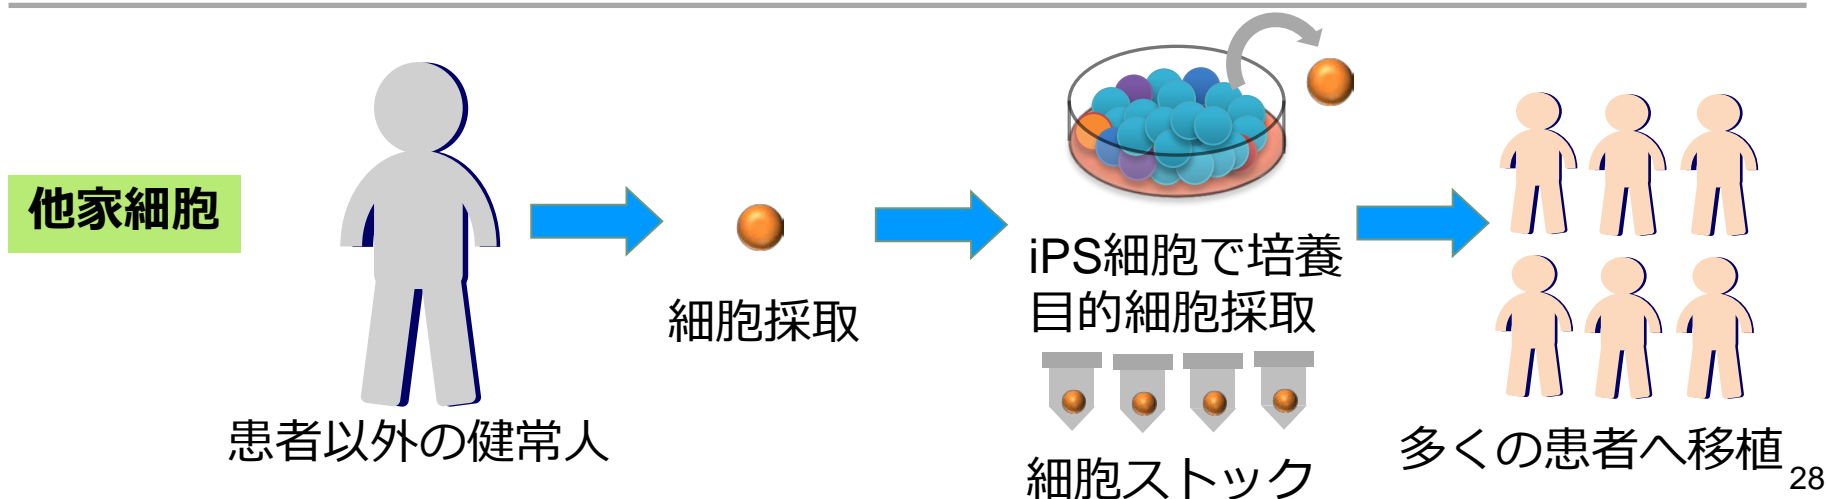 他家細胞
患者以外の健常人
細胞採取
iPS細胞で培養
目的細胞採取
細胞ストック
多くの患者へ移植
28